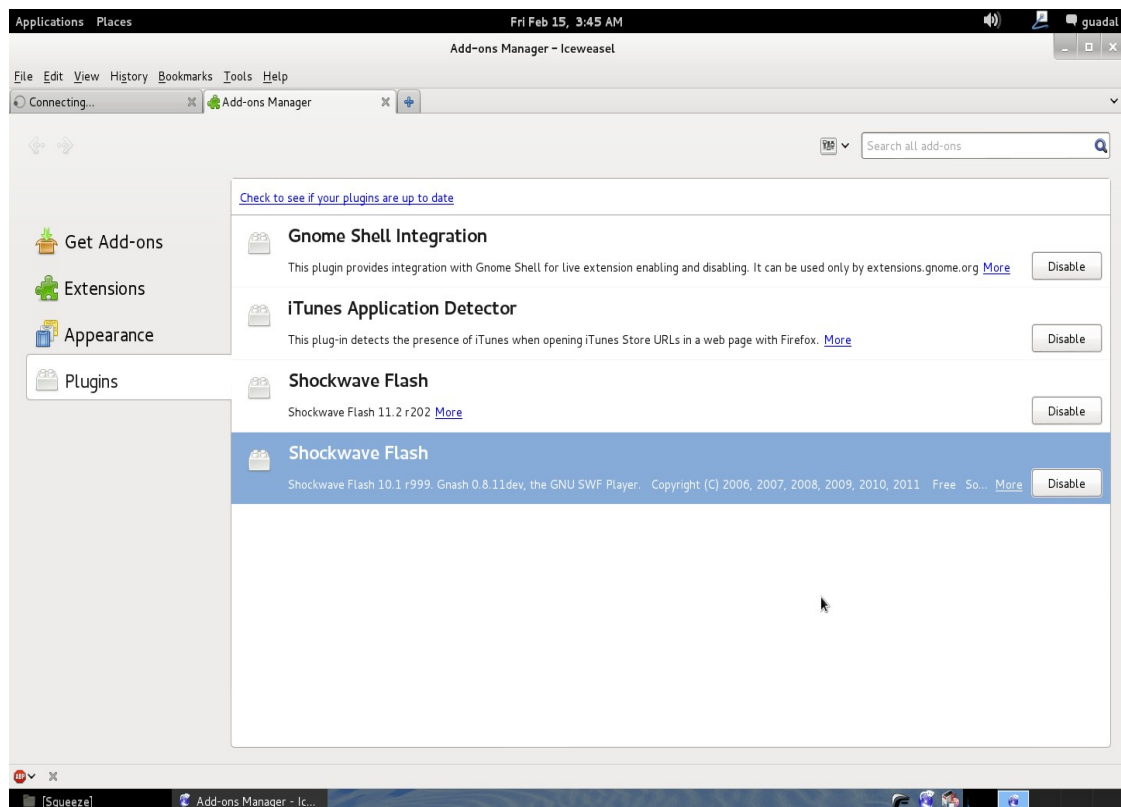 Applications Places Fri Feb 15, 3:45 AM guadal
Add-ons Manager – Iceweasel
File Edit View History Bookmarks Tools Help
Connecting... Add-ons Manager
Search all add-ons
Check to see if your plugins are up to date
Get Add-ons
Extensions
Appearance
Plugins
Gnome Shell Integration
This plugin provides integration with Gnome Shell for live extension enabling and disabling. It can be used only by extensions.gnome.org More
Disable
iTunes Application Detector
This plug-in detects the presence of iTunes when opening iTunes Store URLs in a web page with Firefox. More
Disable
Shockwave Flash
Shockwave Flash 11.2 r202 More
Disable
Shockwave Flash
Shockwave Flash 10.1 r999. Gnash 0.8.11dev, the GNU SWF Player. Copyright (C) 2006, 2007, 2008, 2009, 2010, 2011 Free So... More
Disable
ABP
[Squeeze] Add-ons Manager - Ic...